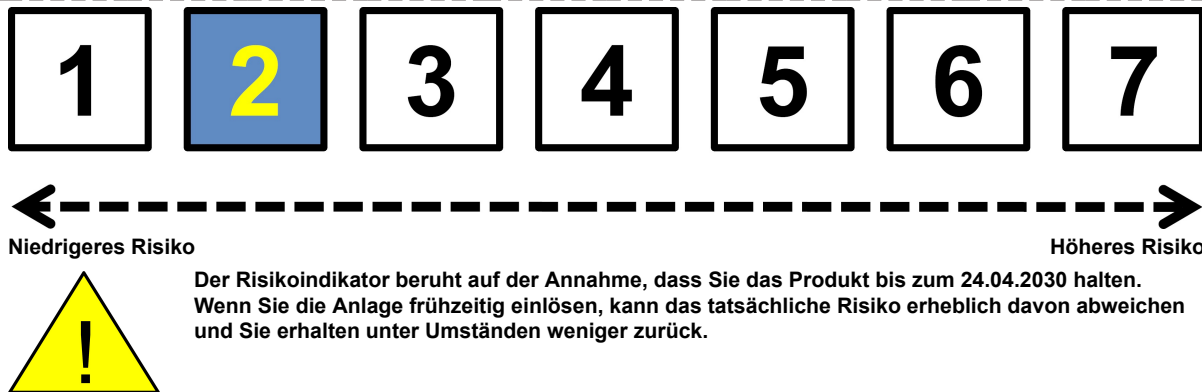 1 2 3 4 5 6 7
Niedrigeres Risiko Höheres Risiko
Der Risikoindikator beruht auf der Annahme, dass Sie das Produkt bis zum 24.04.2030 halten.
Wenn Sie die Anlage frühzeitig einlösen, kann das tatsächliche Risiko erheblich davon abweichen
und Sie erhalten unter Umständen weniger zurück.
!